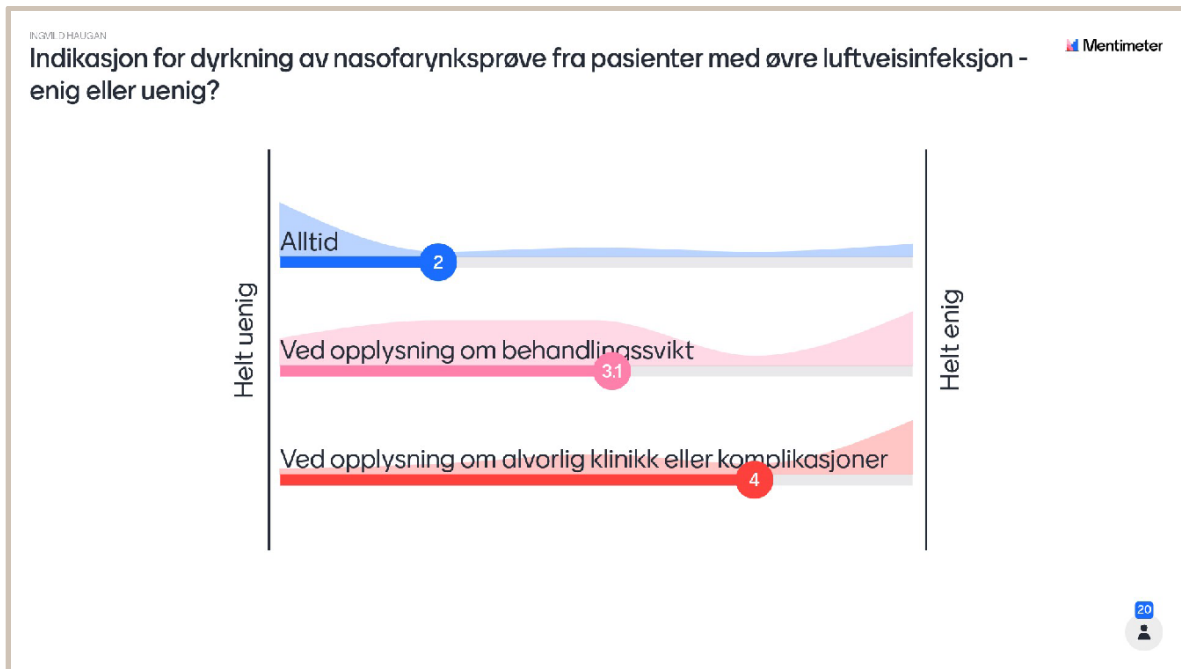 INGVILD HAUGAN
Indikasjon for dyrkning av nasofarynksprøve fra pasienter med øvre luftveisinfeksjon -
enig eller uenig?
Mentimeter
Helt uenig
Alltid
2
Ved opplysning om behandlingssvikt
3.1
Ved opplysning om alvorlig klinikk eller komplikasjoner
4
Helt enig
20